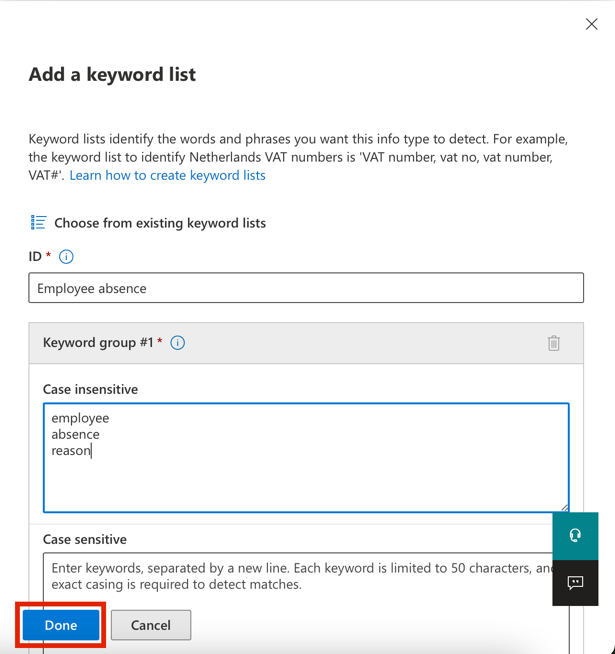 Add a keyword list
Keyword lists identify the words and phrases you want this info type to detect. For example,
the keyword list to identify Netherlands VAT numbers is 'VAT number, vat no, vat number,
VAT#'. Learn how to create keyword lists
Choose from existing keyword lists
ID *
Employee absence
Keyword group #1 *
Case insensitive
employee
absence
reason
Case sensitive
Enter keywords, separated by a new line. Each keyword is limited to 50 characters, and
exact casing is required to detect matches.
Done Cancel